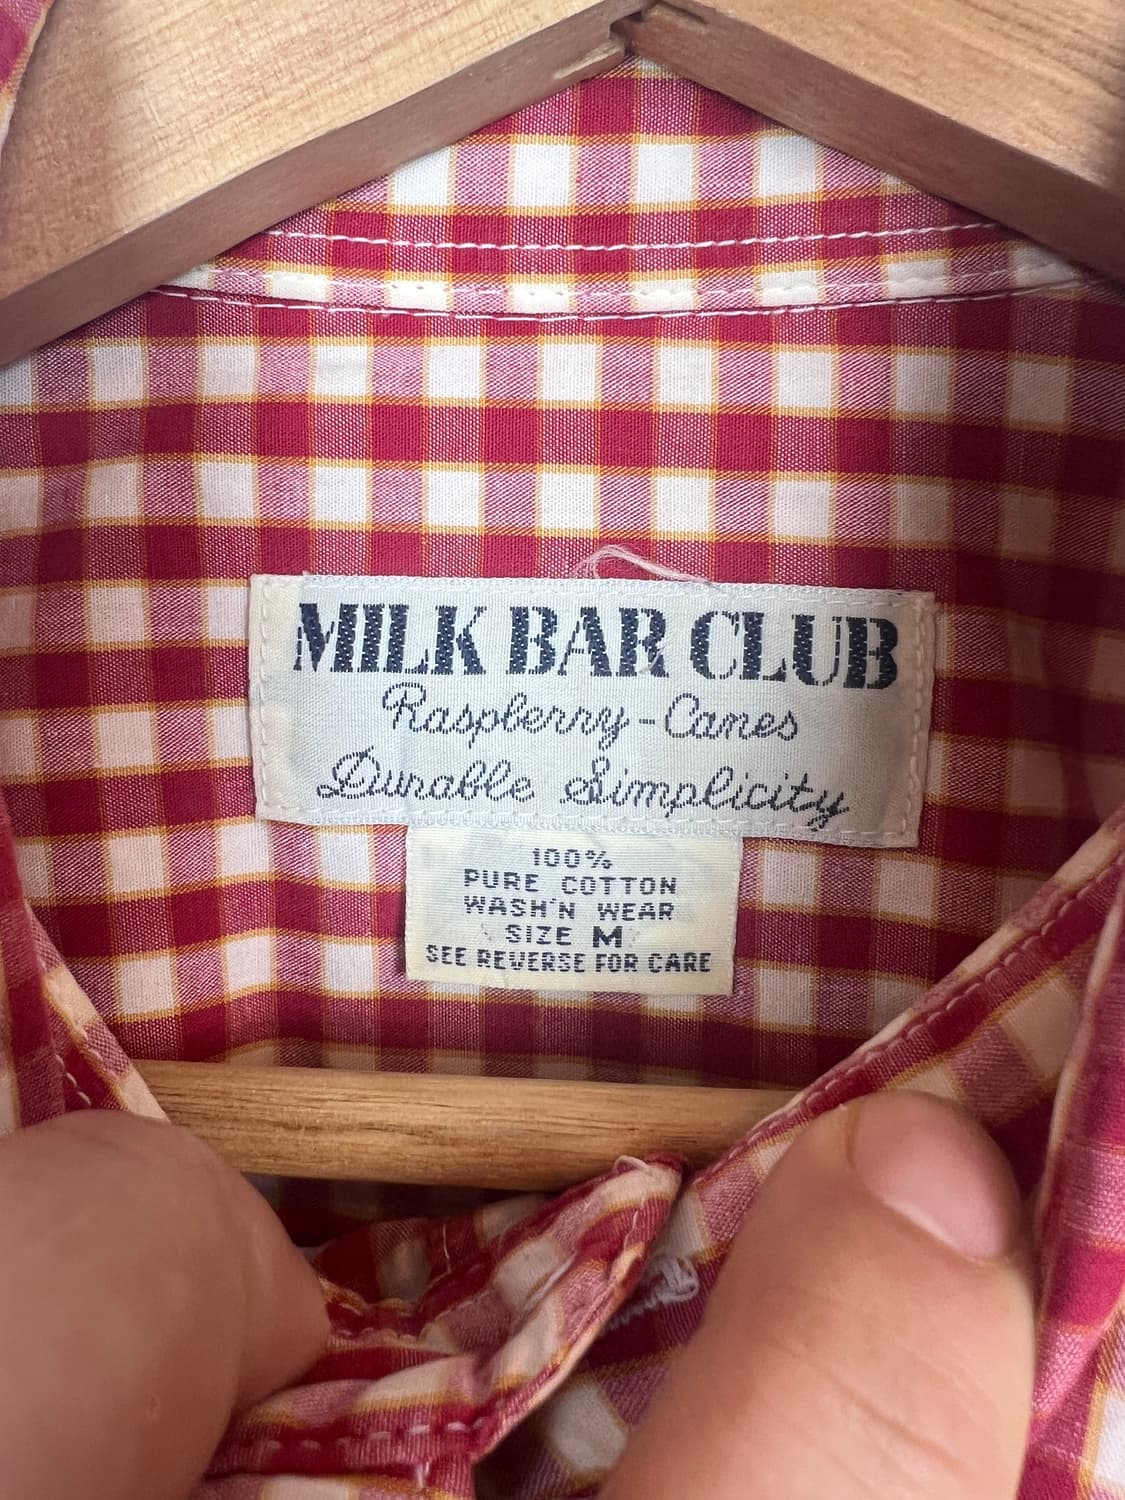 MILK BAR CLUB
Raspberry-Canes
Durable Simplicity
100%
PURE COTTON
WASH'N WEAR
SIZE M
SEE REVERSE FOR CARE